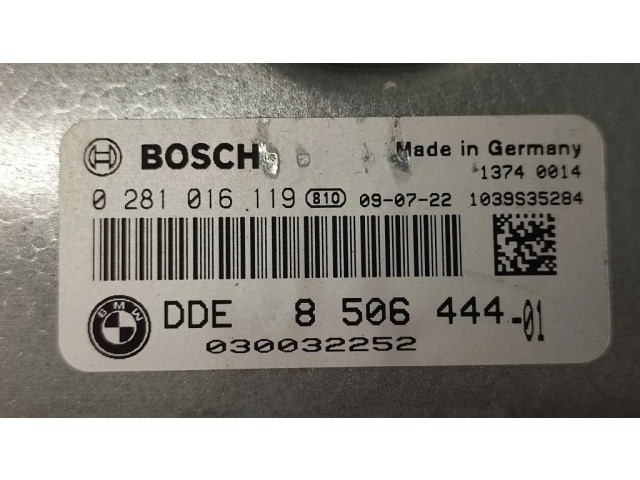 BOSCH Made in Germany
1374 0014
0 281 016 119 810 09-07-22 1039S35284
BMW DDE 8 506 444-01
030032252